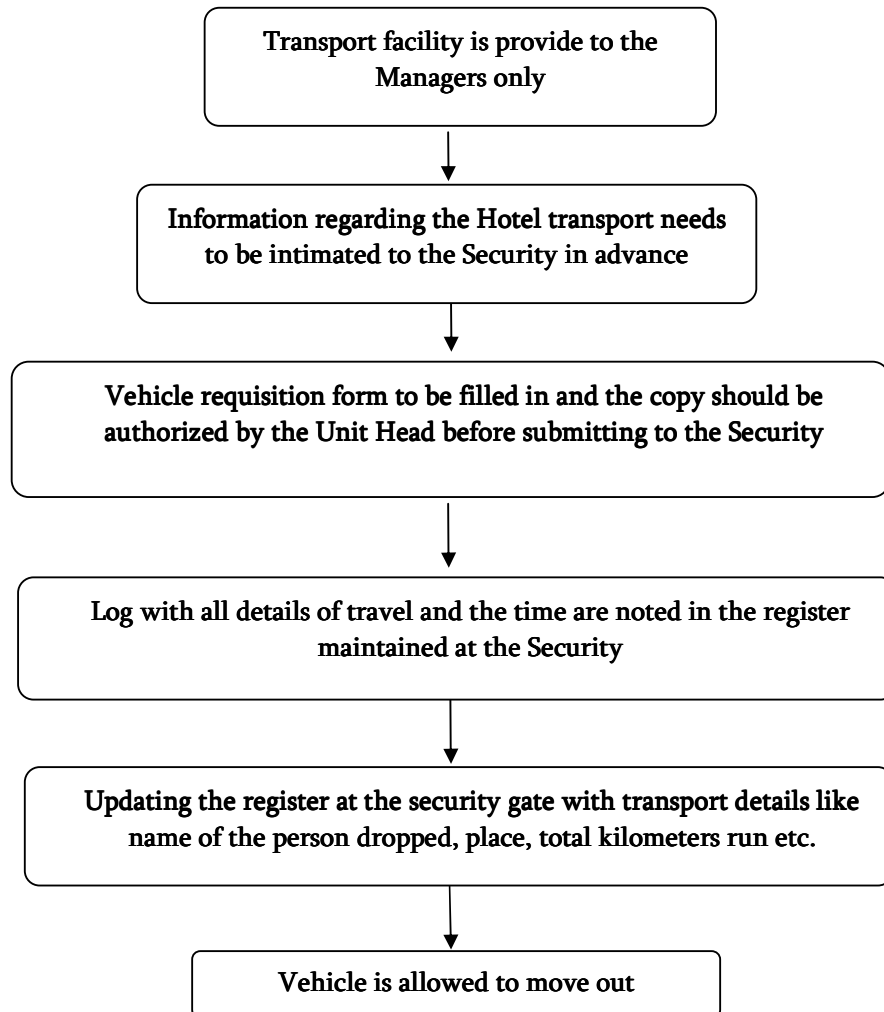 Transport facility is provide to the
Managers only
Information regarding the Hotel transport needs
to be intimated to the Security in advance
Vehicle requisition form to be filled in and the copy should be
authorized by the Unit Head before submitting to the Security
Log with all details of travel and the time are noted in the register
maintained at the Security
Updating the register at the security gate with transport details like
name of the person dropped, place, total kilometers run etc.
Vehicle is allowed to move out